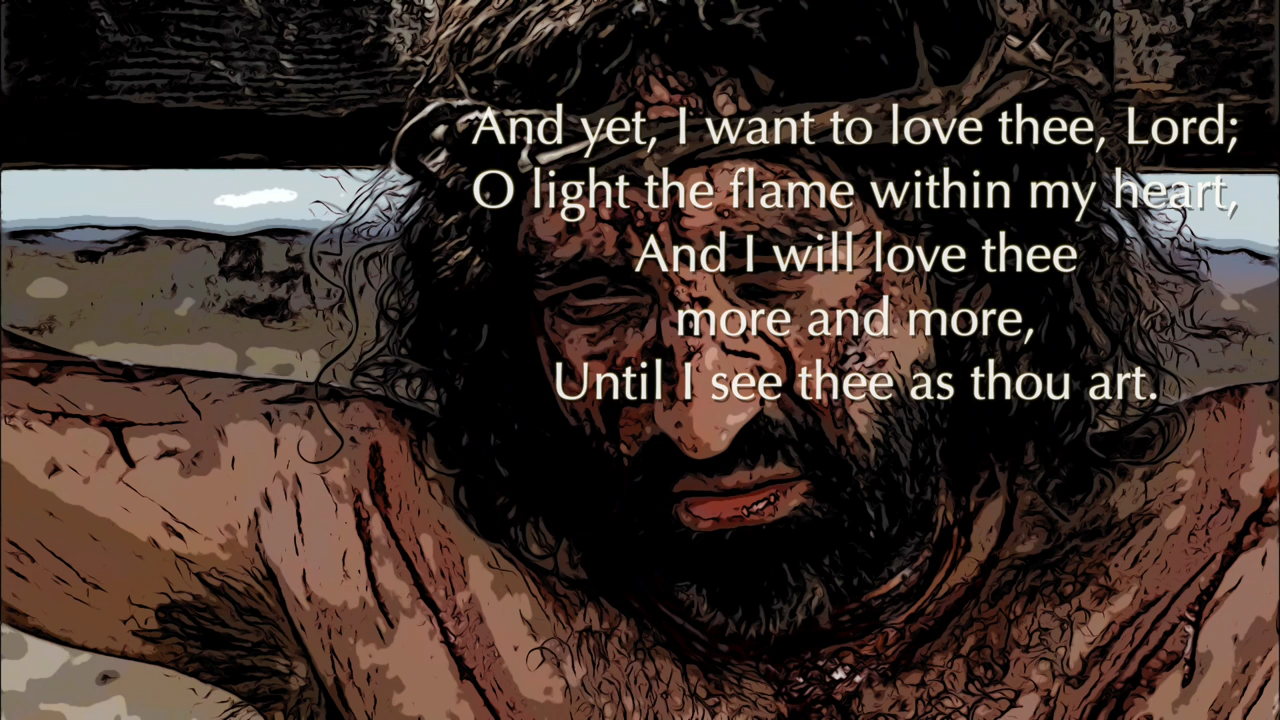 And yet, I want to love thee, Lord;
O light the flame within my heart,
And I will love thee
more and more,
Until I see thee as thou art.